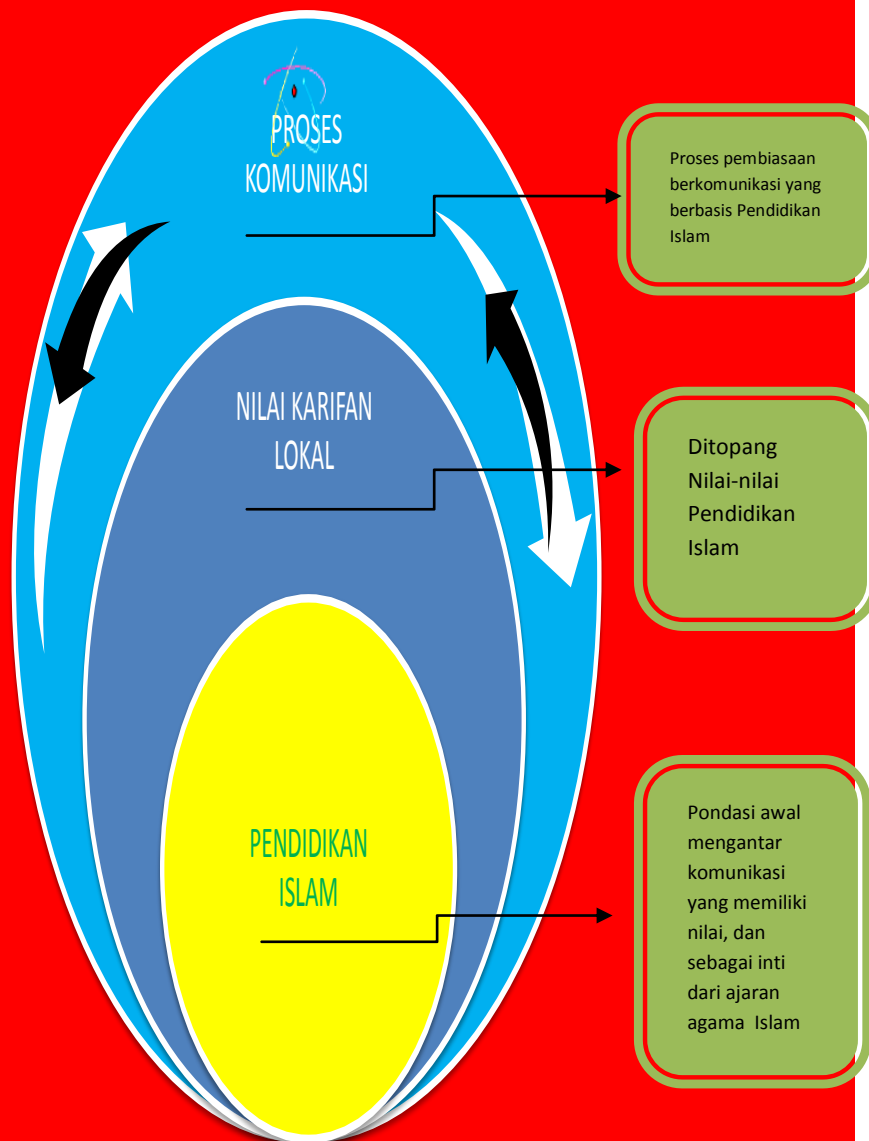 PROSES
KOMUNIKASI
Proses pembiasaan
berkomunikasi yang
berbasis Pendidikan
Islam
NILAI KARIFAN
LOKAL
Ditopang
Nilai-nilai
Pendidikan
Islam
PENDIDIKAN
ISLAM
Pondasi awal
mengantar
komunikasi
yang memiliki
nilai, dan
sebagai inti
dari ajaran
agama Islam